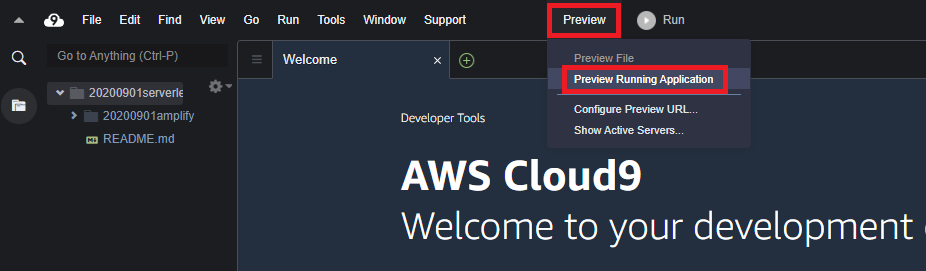 9 File Edit Find View Go Run Tools Window Support Preview Run
Go to Anything (Ctrl-P)
Welcome
Preview File
Preview Running Application
Configure Preview URL...
Show Active Servers...
20200901serverle
20200901amplify
README.md
Developer Tools
AWS Cloud9
Welcome to your development